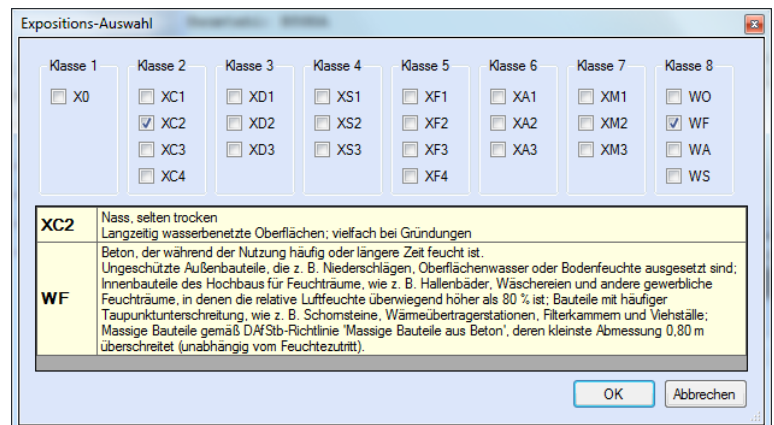 Expositions-Auswahl
Klasse 1 Klasse 2 Klasse 3 Klasse 4 Klasse 5 Klasse 6 Klasse 7 Klasse 8
X0 XC1 XD1 XS1 XF1 XA1 XM1 WO
XC2 XD2 XS2 XF2 XA2 XM2 WF
XC3 XD3 XS3 XF3 XA3 XM3 WA
XC4 XF4 WS
XC2
Nass, selten trocken
Langzeitig wasserbenetzte Oberflächen; vielfach bei Gründungen
WF
Beton, der während der Nutzung häufig oder längere Zeit feucht ist.
Ungeschützte Außenbauteile, die z. B. Niederschlägen, Oberflächenwasser oder Bodenfeuchte ausgesetzt sind;
Innenbauteile des Hochbaus für Feuchträume, wie z. B. Hallenbäder, Wäschereien und andere gewerbliche
Feuchträume, in denen die relative Luftfeuchte überwiegend höher als 80 % ist; Bauteile mit häufiger
Taupunktunterschreitung, wie z. B. Schornsteine, Wärmeübertragerstationen, Filterkammern und Viehställe;
Massige Bauteile gemäß DAfStb-Richtlinie 'Massige Bauteile aus Beton', deren kleinste Abmessung 0,80 m
überschreitet (unabhängig vom Feuchtezutritt).
OK Abbrechen